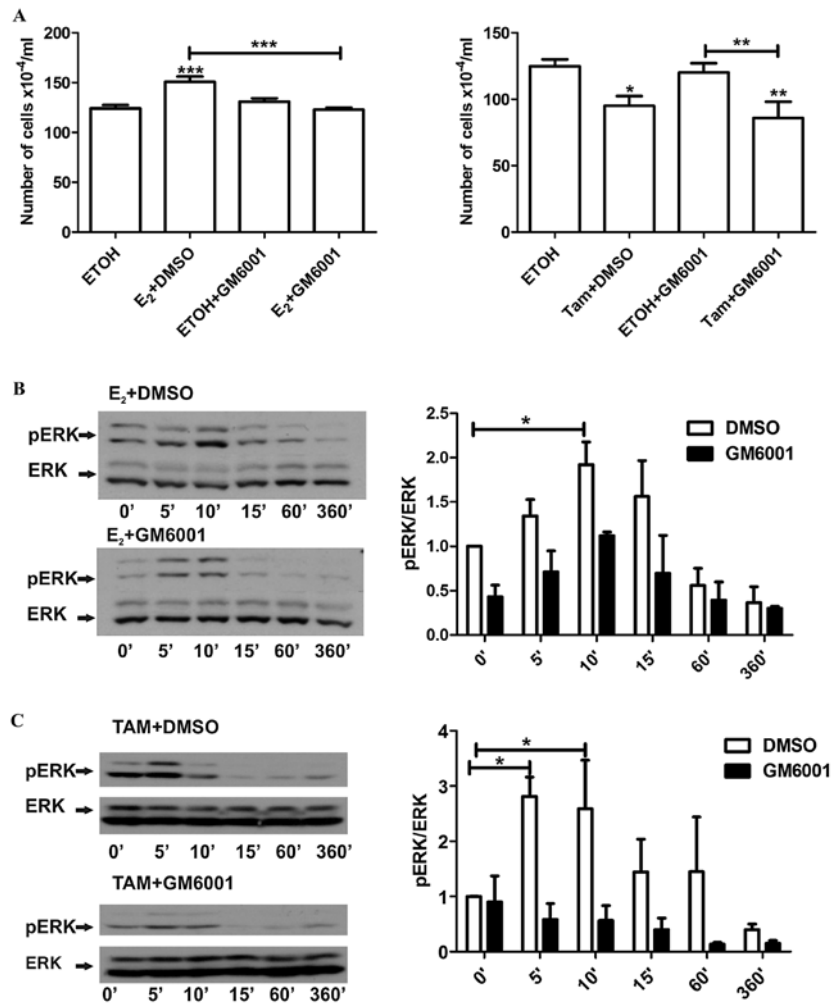 A
Number of cells x10⁻⁴/ml
200
150
100
50
0
***
***
ETOH
E₂+DMSO
ETOH+GM6001
E₂+GM6001
Number of cells x10⁻⁴/ml
150
100
50
0
*
**
**
ETOH
Tam+DMSO
ETOH+GM6001
Tam+GM6001
B
E₂+DMSO
pERK
ERK
0' 5' 10' 15' 60' 360'
E₂+GM6001
pERK
ERK
0' 5' 10' 15' 60' 360'
pERK/ERK
2.5
2.0
1.5
1.0
0.5
0.0
*
DMSO
GM6001
0' 5' 10' 15' 60' 360'
C
TAM+DMSO
pERK
ERK
0' 5' 10' 15' 60' 360'
TAM+GM6001
pERK
ERK
0' 5' 10' 15' 60' 360'
pERK/ERK
4
3
2
1
0
*
*
DMSO
GM6001
0' 5' 10' 15' 60' 360'